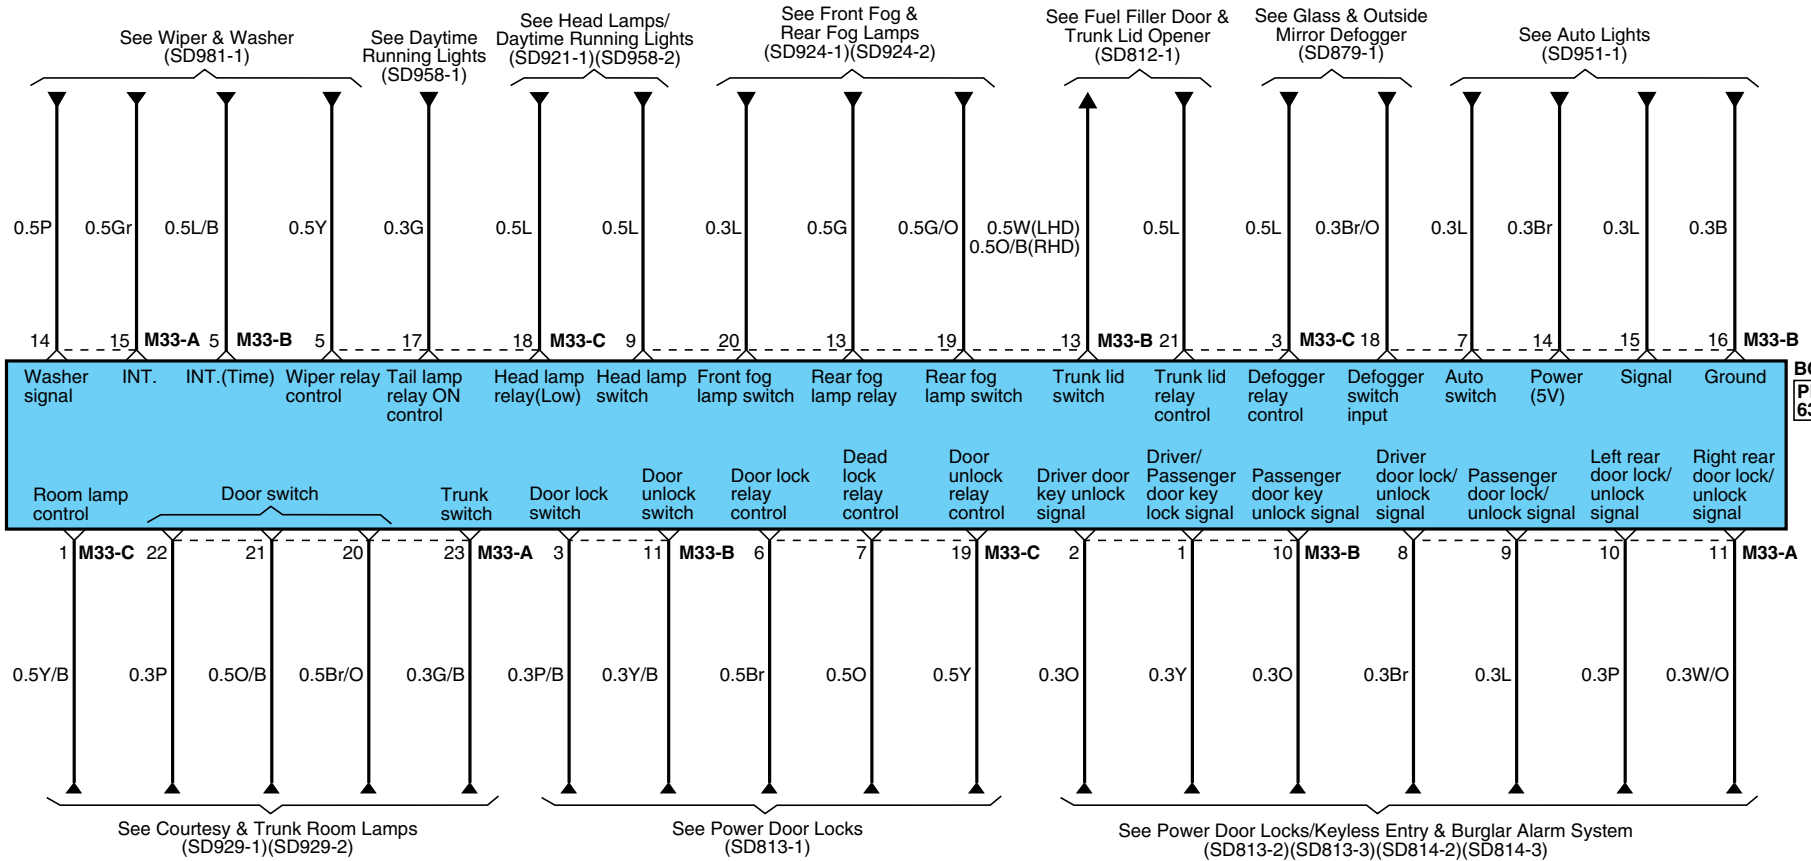 See Wiper & Washer
(SD981-1)
See Daytime
Running Lights
(SD958-1)
See Head Lamps/
Daytime Running Lights
(SD921-1)(SD958-2)
See Front Fog &
Rear Fog Lamps
(SD924-1)(SD924-2)
See Fuel Filler Door &
Trunk Lid Opener
(SD812-1)
See Glass & Outside
Mirror Defogger
(SD879-1)
See Auto Lights
(SD951-1)
0.5P 0.5Gr 0.5L/B 0.5Y 0.3G 0.5L 0.5L 0.3L 0.5G 0.5G/O 0.5W(LHD) 0.5L 0.5L 0.3Br/O 0.3L 0.3Br 0.3L 0.3B
0.5O/B(RHD)
14 15 M33-A 5 M33-B 5 17 18 M33-C 9 20 13 19 13 M33-B 21 3 M33-C 18 7 14 15 16 M33-B
Washer
signal
INT.
INT.(Time)
Wiper relay
control
Tail lamp
relay ON
control
Head lamp
relay(Low)
Head lamp
switch
Front fog
lamp switch
Rear fog
lamp relay
Rear fog
lamp switch
Trunk lid
switch
Trunk lid
relay
control
Defogger
relay
control
Defogger
switch
input
Auto
switch
Power
(5V)
Signal
Ground
Room lamp
control
Door switch
Trunk
switch
Door lock
switch
Door
unlock
switch
Door lock
relay
control
Dead
lock
relay
control
Door
unlock
relay
control
Driver door
key unlock
signal
Driver/
Passenger
door key
lock signal
Passenger
door key
unlock signal
Driver
door lock/
unlock
signal
Passenger
door lock/
unlock signal
Left rear
door lock/
unlock
signal
Right rear
door lock/
unlock
signal
1 M33-C 22 21 20 23 M33-A 3 11 M33-B 6 7 19 M33-C 2 1 10 M33-B 8 9 10 11 M33-A
0.5Y/B 0.3P 0.5O/B 0.5Br/O 0.3G/B 0.3P/B 0.3Y/B 0.5Br 0.5O 0.5Y 0.3O 0.3Y 0.3O 0.3Br 0.3L 0.3P 0.3W/O
See Courtesy & Trunk Room Lamps
(SD929-1)(SD929-2)
See Power Door Locks
(SD813-1)
See Power Door Locks/Keyless Entry & Burglar Alarm System
(SD813-2)(SD813-3)(SD814-2)(SD814-3)